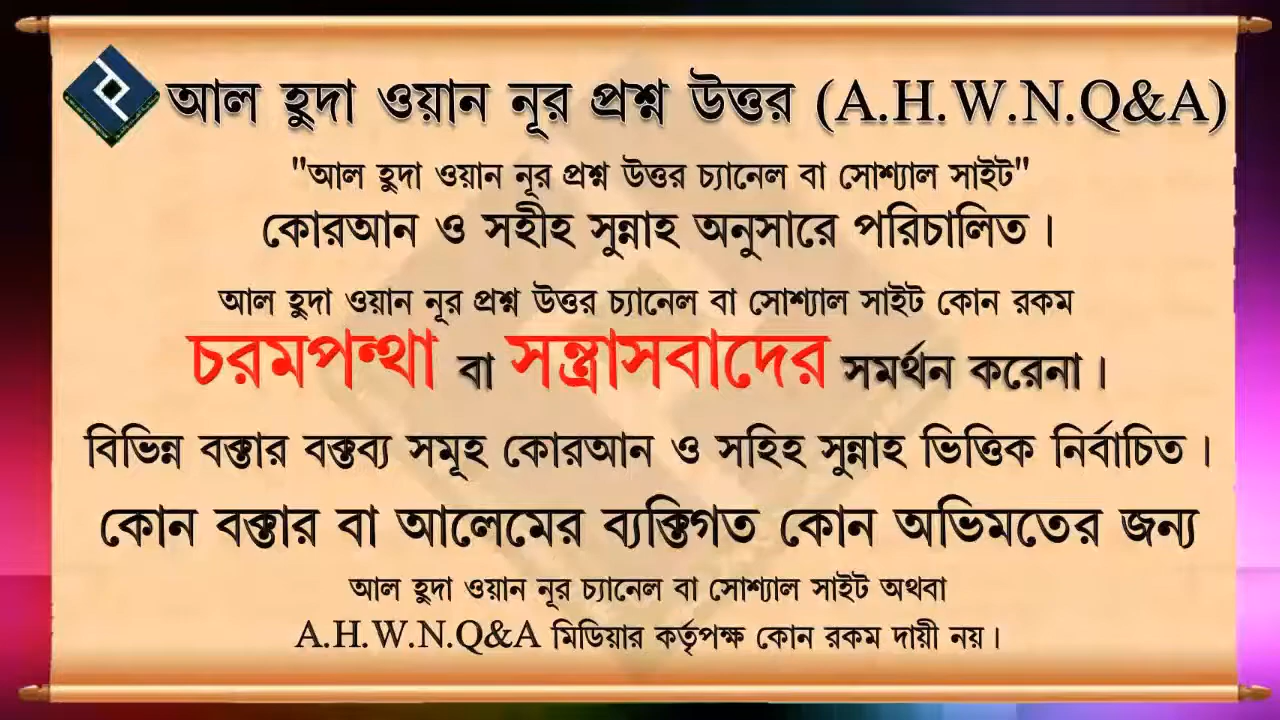 আল হুদা ওয়ান নূর প্রশ্ন উত্তর (A.H.W.N.Q&A)
"আল হুদা ওয়ান নূর প্রশ্ন উত্তর চ্যানেল বা সোশ্যাল সাইট"
কোরআন ও সহীহ সুন্নাহ অনুসারে পরিচালিত।
আল হুদা ওয়ান নূর প্রশ্ন উত্তর চ্যানেল বা সোশ্যাল সাইট কোন রকম
চরমপন্থা বা সন্ত্রাসবাদের সমর্থন করেনা।
বিভিন্ন বক্তার বক্তব্য সমূহ কোরআন ও সহিহ সুন্নাহ ভিত্তিক নির্বাচিত।
কোন বক্তার বা আলেমের ব্যক্তিগত কোন অভিমতের জন্য
আল হুদা ওয়ান নূর চ্যানেল বা সোশ্যাল সাইট অথবা
A.H.W.N.Q&A মিডিয়ার কর্তৃপক্ষ কোন রকম দায়ী নয়।